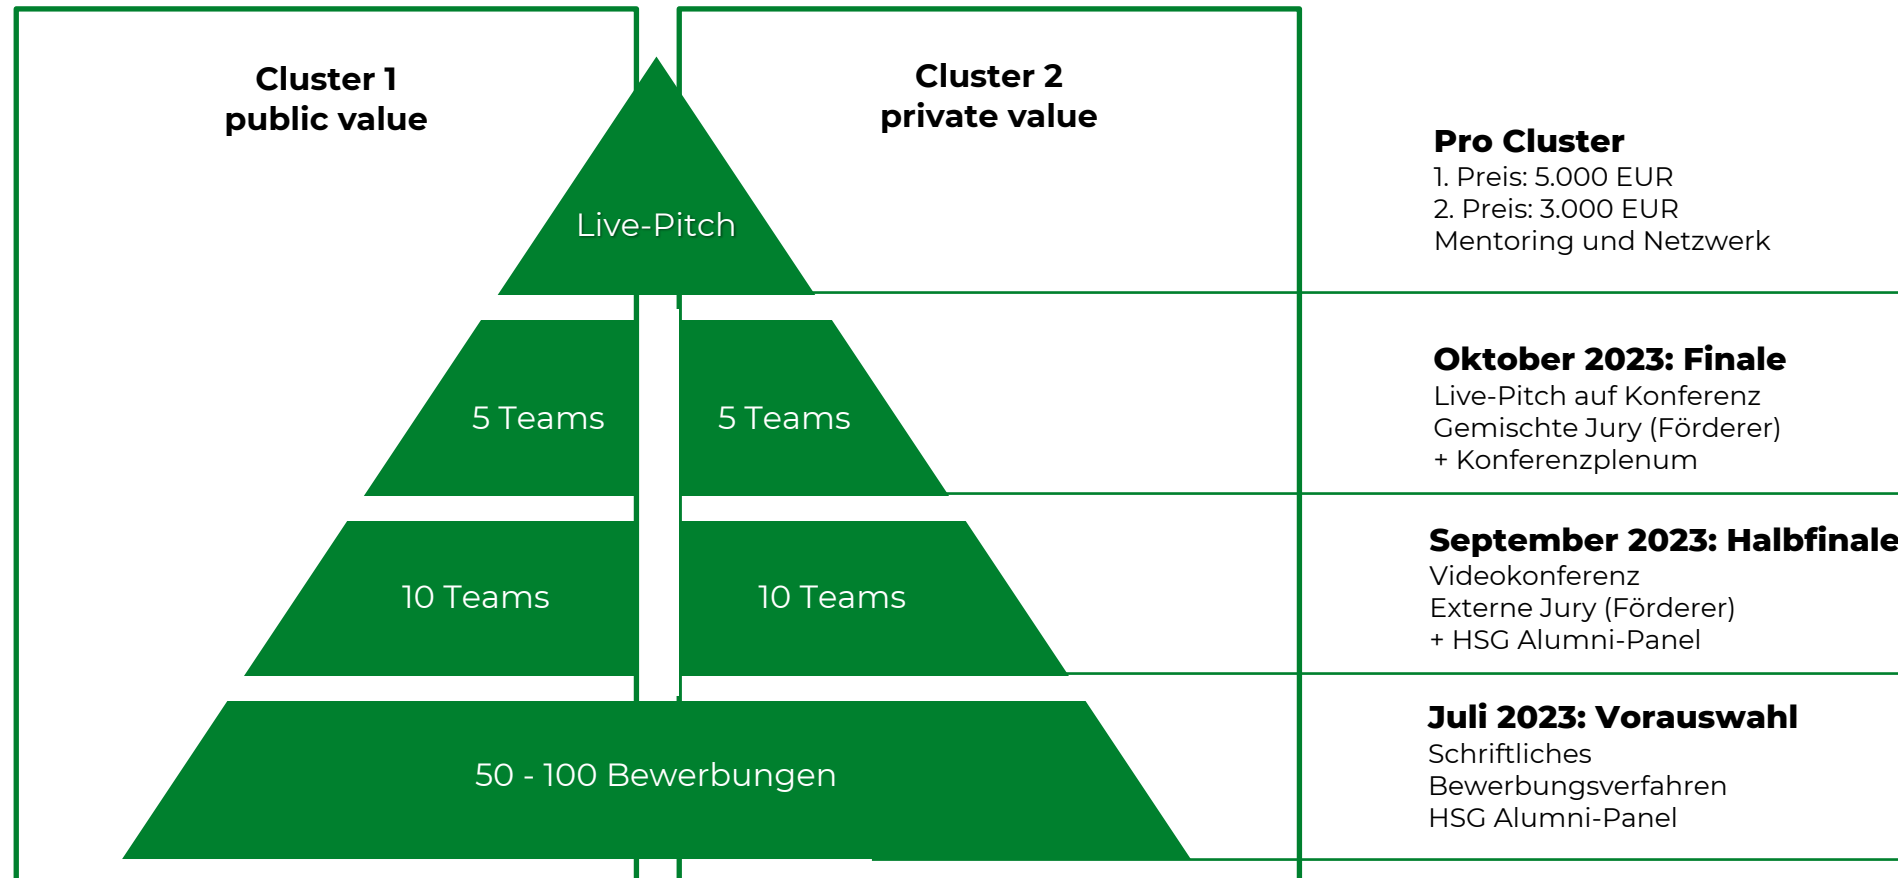 Cluster 1
public value
Cluster 2
private value
Live-Pitch
Pro Cluster
1. Preis: 5.000 EUR
2. Preis: 3.000 EUR
Mentoring und Netzwerk
5 Teams
5 Teams
Oktober 2023: Finale
Live-Pitch auf Konferenz
Gemischte Jury (Förderer)
+ Konferenzplenum
10 Teams
10 Teams
September 2023: Halbfinale
Videokonferenz
Externe Jury (Förderer)
+ HSG Alumni-Panel
50 - 100 Bewerbungen
Juli 2023: Vorauswahl
Schriftliches
Bewerbungsverfahren
HSG Alumni-Panel